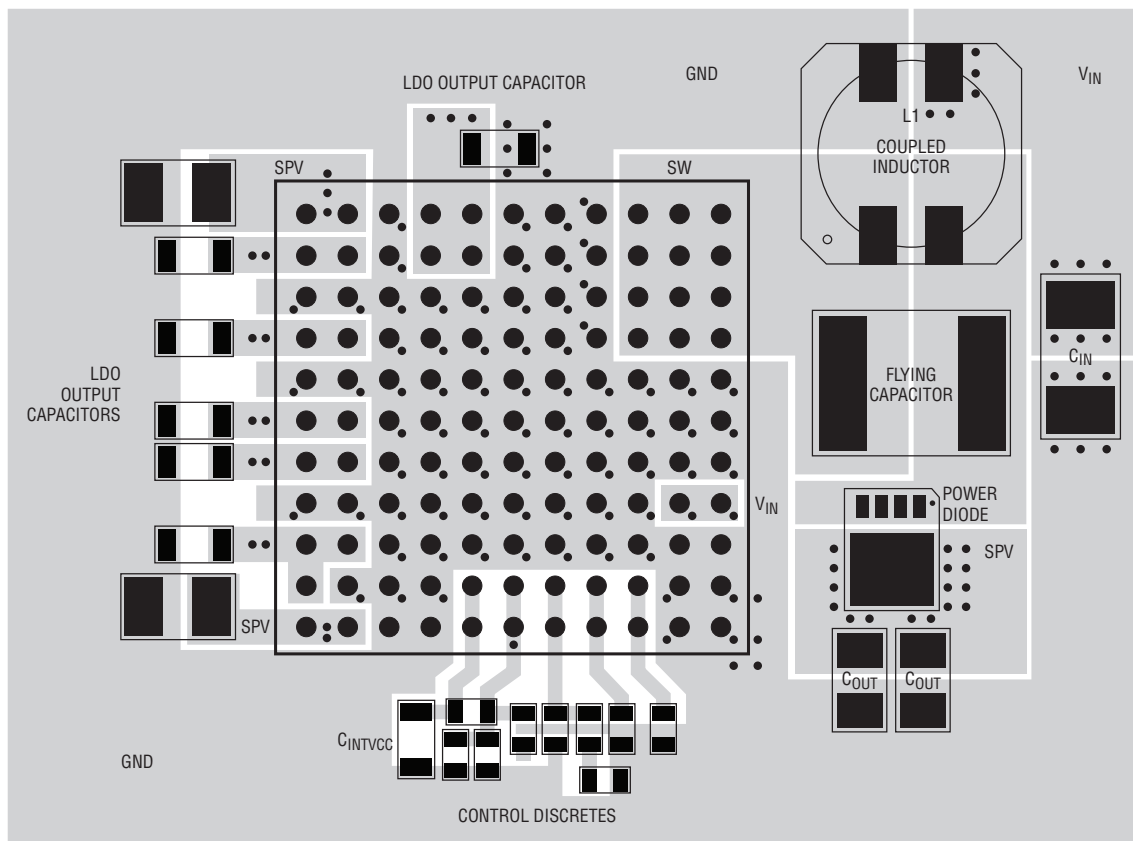 GND
V_IN
LDO OUTPUT CAPACITOR
L1
COUPLED
INDUCTOR
SPV
SW
C_IN
LDO
OUTPUT
CAPACITORS
FLYING
CAPACITOR
POWER
DIODE
V_IN
SPV
SPV
C_OUT
C_OUT
C_INTVCC
GND
CONTROL DISCRETES